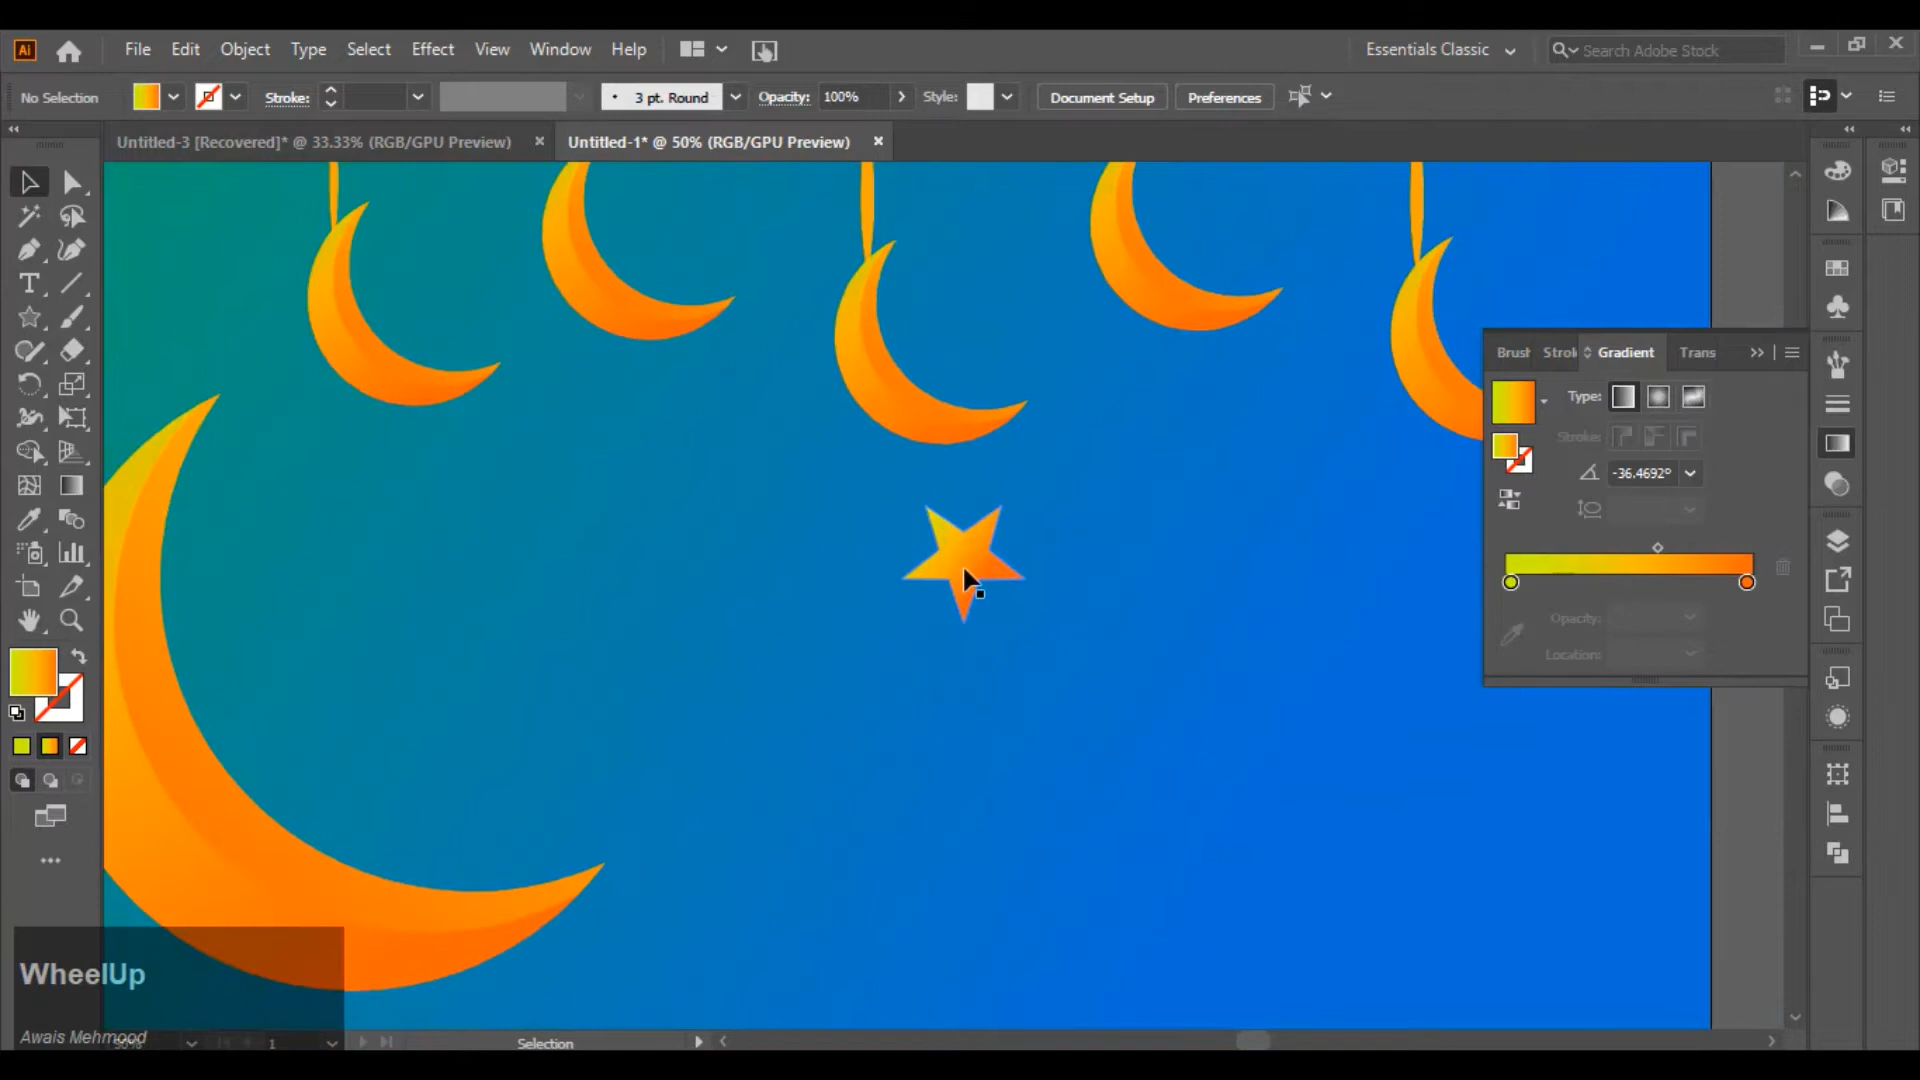 Ai
File Edit Object Type Select Effect View Window Help
Essentials Classic
Search Adobe Stock
No Selection
Stroke:
3 pt. Round
Opacity: 100%
Style:
Document Setup
Preferences
Untitled-3 [Recovered]* @ 33.33% (RGB/GPU Preview)
Untitled-1* @ 50% (RGB/GPU Preview)
Brush Strok Gradient Trans
Type:
Stroke:
-36.4692°
Opacity:
Location:
WheelUp
Awais Mehmood
50%
1
Selection